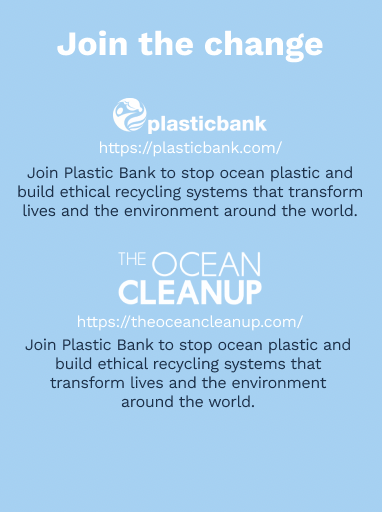 Join the change
plasticbank
https://plasticbank.com/
Join Plastic Bank to stop ocean plastic and
build ethical recycling systems that transform
lives and the environment around the world.
THE OCEAN
CLEANUP
https://theoceancleanup.com/
Join Plastic Bank to stop ocean plastic and
build ethical recycling systems that
transform lives and the environment
around the world.